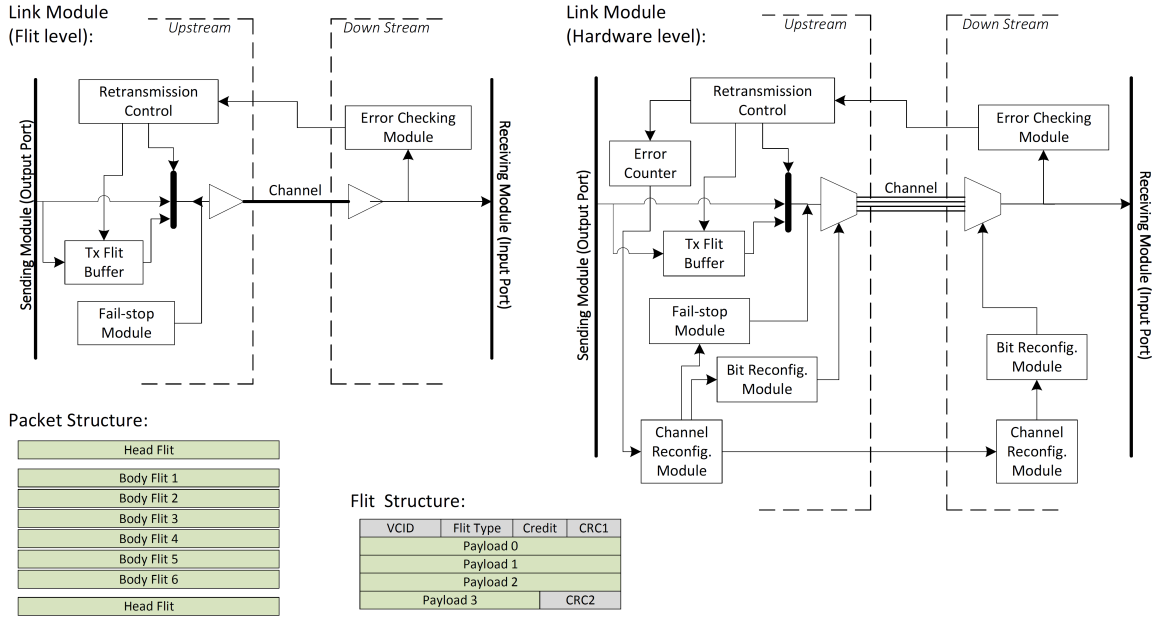 Link Module
(Flit level):
Upstream
Down Stream
Sending Module (Output Port)
Retransmission
Control
Error Checking
Module
Channel
Tx Flit
Buffer
Fail-stop
Module
Receiving Module (Input Port)
Link Module
(Hardware level):
Upstream
Down Stream
Sending Module (Output Port)
Retransmission
Control
Error Checking
Module
Error
Counter
Channel
Tx Flit
Buffer
Fail-stop
Module
Bit Reconfig.
Module
Bit Reconfig.
Module
Channel
Reconfig.
Module
Channel
Reconfig.
Module
Receiving Module (Input Port)
Packet Structure:
Head Flit
Body Flit 1
Body Flit 2
Body Flit 3
Body Flit 4
Body Flit 5
Body Flit 6
Head Flit
Flit Structure:
VCID Flit Type Credit CRC1
Payload 0
Payload 1
Payload 2
Payload 3 CRC2